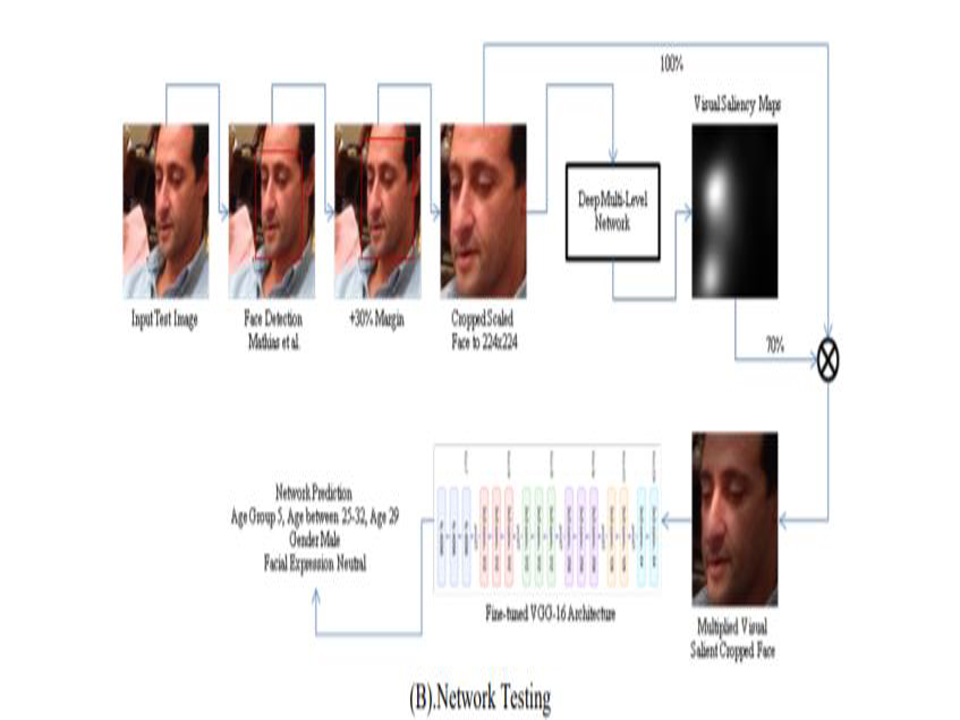 100%
Visual Saliency Maps
Deep Multi-Level
Network
Input Test Image
Face Detection
Mathias et al.
+30% Margin
Cropped Scaled
Face to 224x224
70%
Network Prediction
Age Group 5, Age between 25-32, Age 29
Gender Male
Facial Expression Neutral
Fine-tuned VGG-16 Architecture
Multiplied Visual
Salient Cropped Face
(B).Network Testing